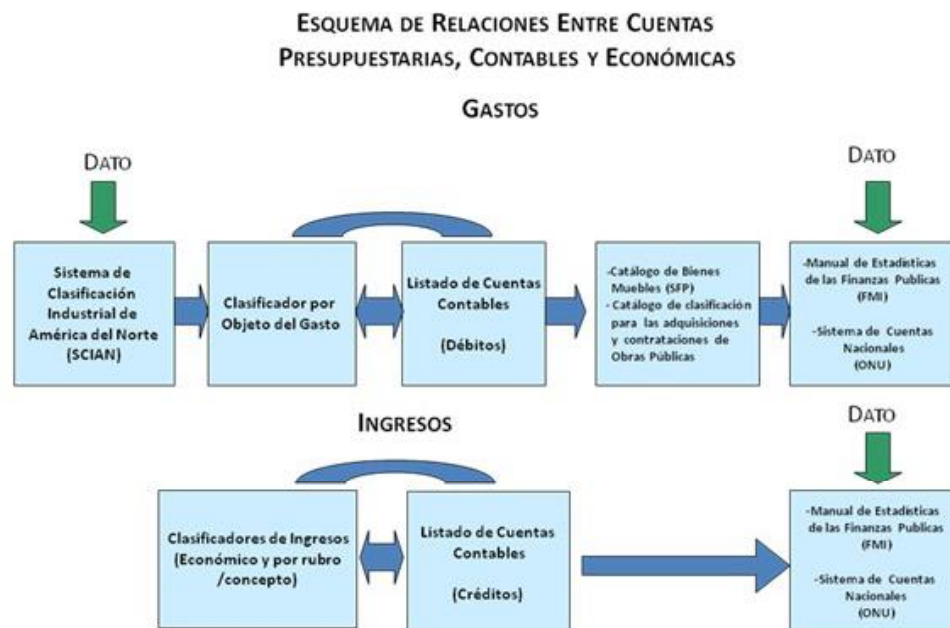 ESQUEMA DE RELACIONES ENTRE CUENTAS
PRESUPUESTARIAS, CONTABLES Y ECONÓMICAS
GASTOS
DATO
DATO
Sistema de
Clasificación
Industrial de
América del Norte
(SCIAN)
Clasificador por
Objeto del Gasto
Listado de Cuentas
Contables
(Débitos)
-Catálogo de Bienes
Muebles (SFP)
- Catálogo de clasificación
para las adquisiciones
y contrataciones de
Obras Públicas
-Manual de Estadísticas
de las Finanzas Publicas
(FMI)
-Sistema de Cuentas
Nacionales
(ONU)
INGRESOS
DATO
Clasificadores de Ingresos
(Económico y por rubro
/concepto)
Listado de Cuentas
Contables
(Créditos)
-Manual de Estadísticas
de las Finanzas Publicas
(FMI)
-Sistema de Cuentas
Nacionales
(ONU)